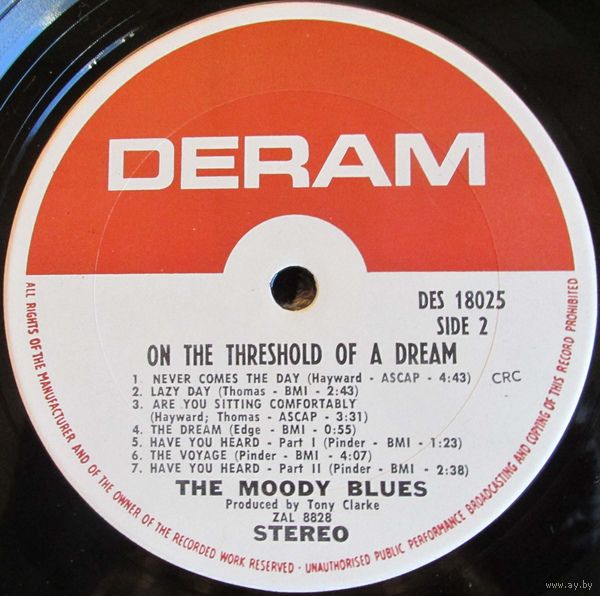 DERAM
DES 18025
SIDE 2
ON THE THRESHOLD OF A DREAM
1. NEVER COMES THE DAY (Hayward - ASCAP - 4:43) CRC
2. LAZY DAY (Thomas - BMI - 2:43)
3. ARE YOU SITTING COMFORTABLY
(Hayward; Thomas - ASCAP - 3:31)
4. THE DREAM (Edge - BMI - 0:55)
5 HAVE YOU HEARD - Part I (Pinder - BMI - 1:23)
6. THE VOYAGE (Pinder - BMI - 4:07)
7 HAVE YOU HEARD - Part II (Pinder - BMI - 2:38)
THE MOODY BLUES
Produced by Tony Clarke
ZAL 8828
STEREO
ALL RIGHTS OF THE MANUFACTURER AND OF THE OWNER OF THE RECORDED WORK RESERVED - UNAUTHORISED PUBLIC PERFORMANCE BROADCASTING AND COPYING OF THIS RECORD PROHIBITED
www.ay.by